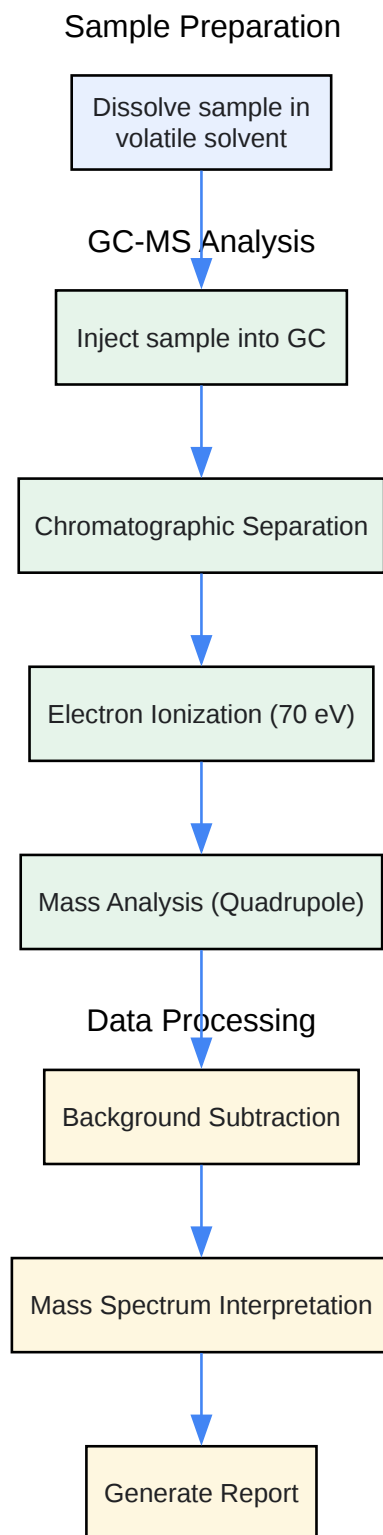 Sample Preparation
Dissolve sample in
volatile solvent
GC-MS Analysis
Inject sample into GC
Chromatographic Separation
Electron Ionization (70 eV)
Mass Analysis (Quadrupole)
Data Processing
Background Subtraction
Mass Spectrum Interpretation
Generate Report